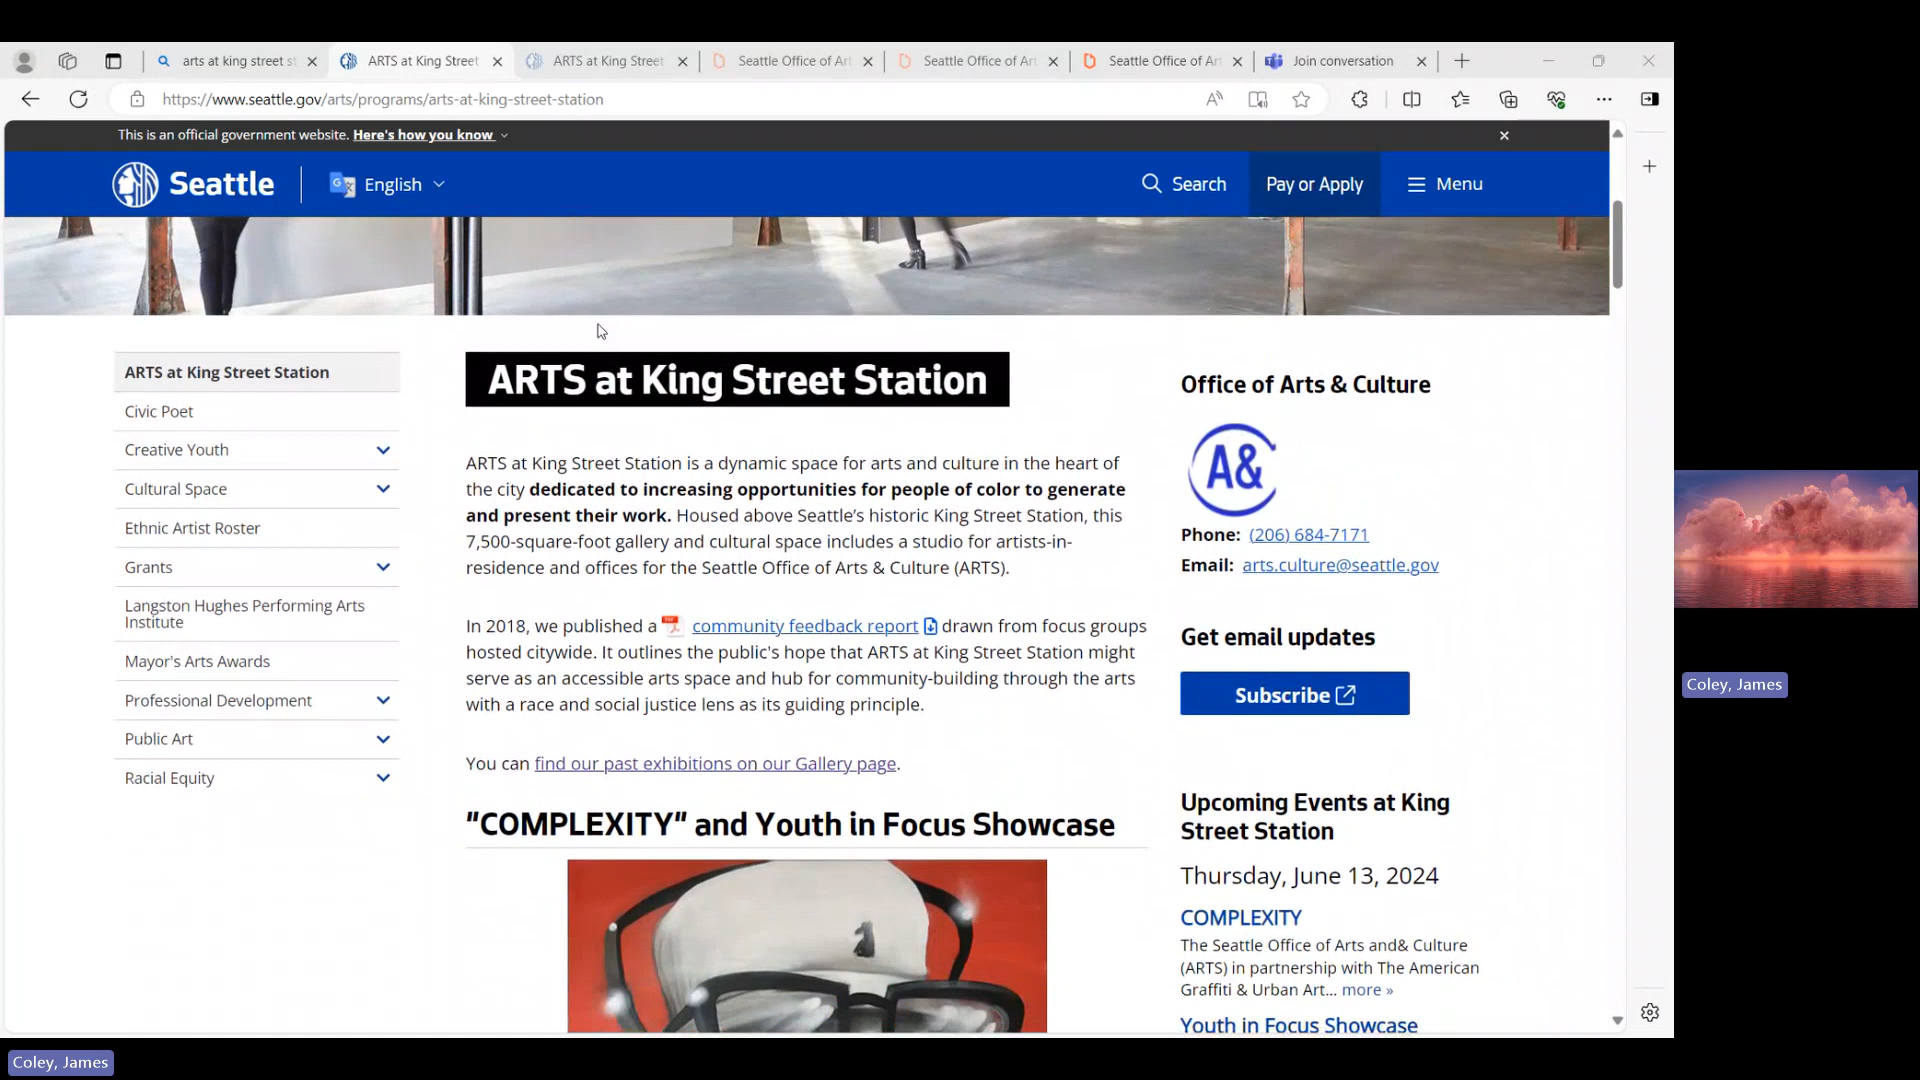 arts at king street st
ARTS at King Street
ARTS at King Street
Seattle Office of Art
Seattle Office of Art
Seattle Office of Art
Join conversation
https://www.seattle.gov/arts/programs/arts-at-king-street-station
This is an official government website. Here's how you know
Seattle
English
Search
Pay or Apply
Menu
ARTS at King Street Station
Civic Poet
Creative Youth
Cultural Space
Ethnic Artist Roster
Grants
Langston Hughes Performing Arts
Institute
Mayor's Arts Awards
Professional Development
Public Art
Racial Equity
ARTS at King Street Station
ARTS at King Street Station is a dynamic space for arts and culture in the heart of
the city dedicated to increasing opportunities for people of color to generate
and present their work. Housed above Seattle's historic King Street Station, this
7,500-square-foot gallery and cultural space includes a studio for artists-in-
residence and offices for the Seattle Office of Arts & Culture (ARTS).
In 2018, we published a community feedback report drawn from focus groups
hosted citywide. It outlines the public's hope that ARTS at King Street Station might
serve as an accessible arts space and hub for community-building through the arts
with a race and social justice lens as its guiding principle.
You can find our past exhibitions on our Gallery page.
"COMPLEXITY" and Youth in Focus Showcase
Office of Arts & Culture
A&
Phone: (206) 684-7171
Email: arts.culture@seattle.gov
Get email updates
Subscribe
Upcoming Events at King
Street Station
Thursday, June 13, 2024
COMPLEXITY
The Seattle Office of Arts and& Culture
(ARTS) in partnership with The American
Graffiti & Urban Art... more »
Youth in Focus Showcase
Coley, James
Coley, James